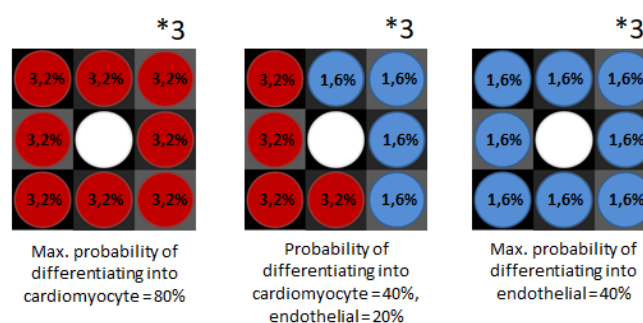 *3
3,2% 3,2% 3,2%
3,2% 3,2%
3,2% 3,2% 3,2%
Max. probability of
differentiating into
cardiomyocyte = 80%
*3
3,2% 1,6% 1,6%
3,2% 1,6%
3,2% 3,2% 1,6%
Probability of
differentiating into
cardiomyocyte = 40%,
endothelial = 20%
*3
1,6% 1,6% 1,6%
1,6% 1,6%
1,6% 1,6% 1,6%
Max. probability of
differentiating into
endothelial = 40%